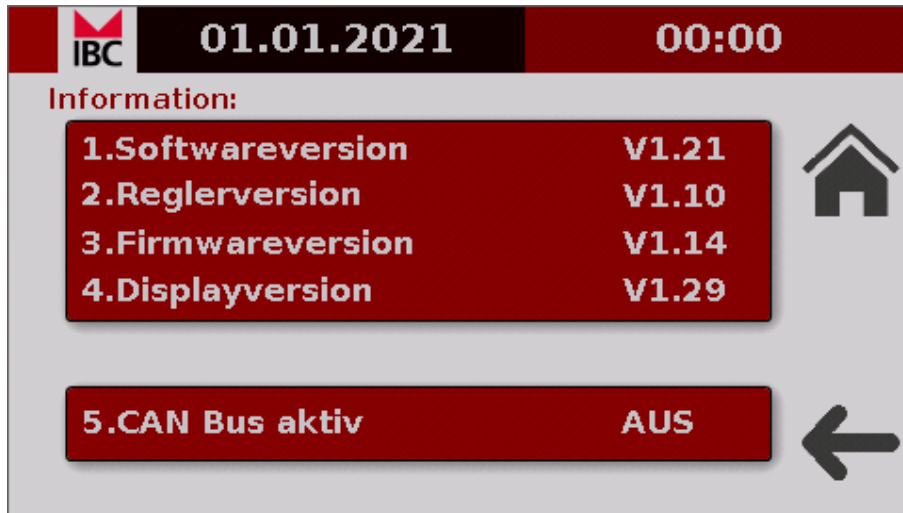 IBC 01.01.2021 00:00
Information:
1.Softwareversion V1.21
2.Reglerversion V1.10
3.Firmwareversion V1.14
4.Displayversion V1.29
5.CAN Bus aktiv AUS